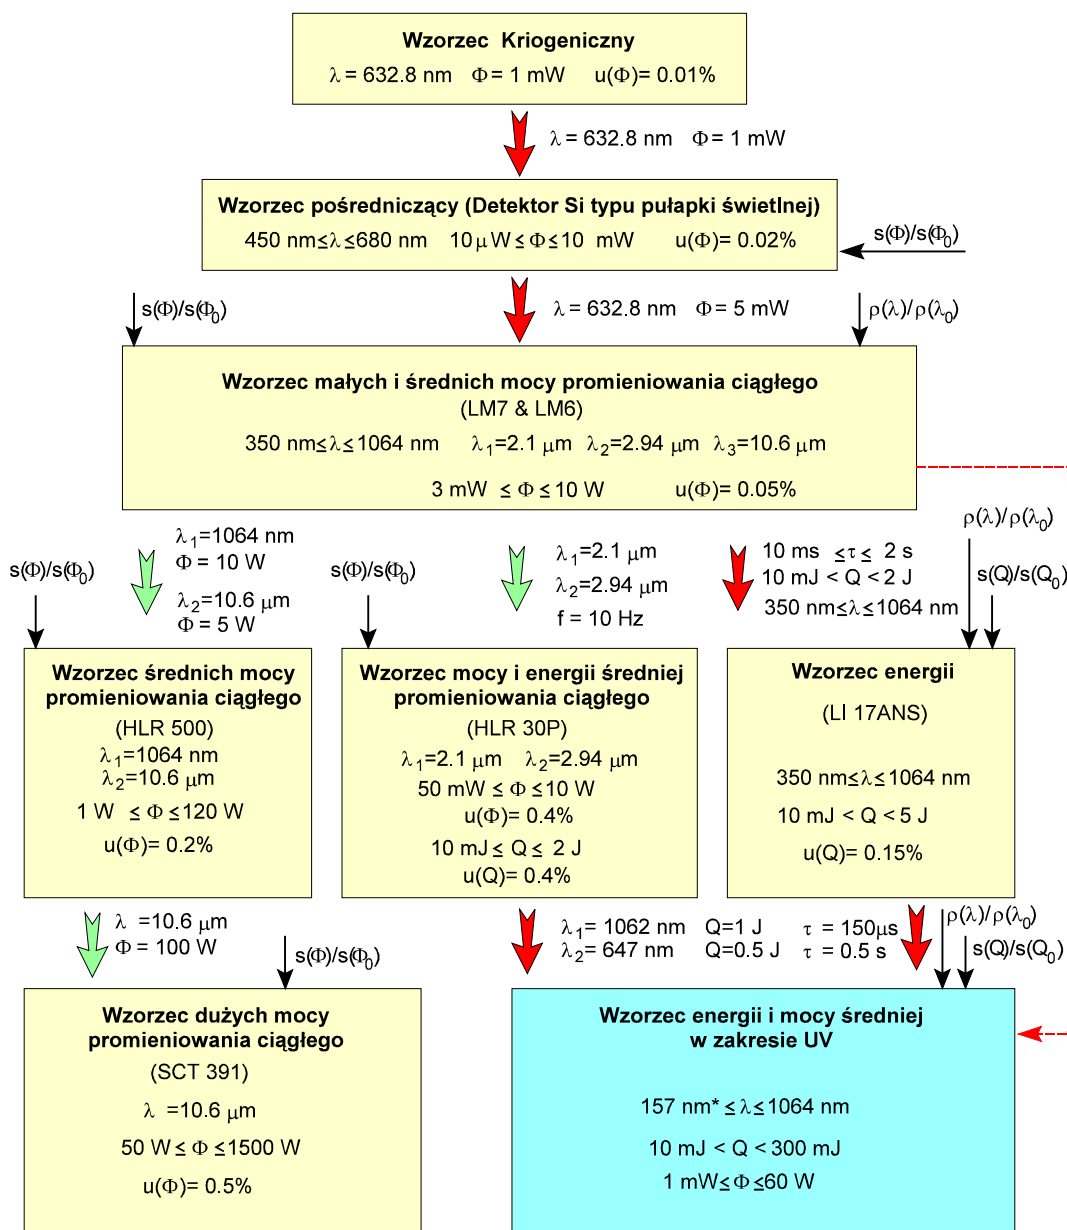 Wzorzec Kriogeniczny
λ = 632.8 nm Φ = 1 mW u(Φ)= 0.01%
λ = 632.8 nm Φ = 1 mW
Wzorzec pośredniczący (Detektor Si typu pułapki świetlnej)
450 nm≤λ≤680 nm 10 μW ≤ Φ ≤ 10 mW u(Φ)= 0.02%
s(Φ)/s(Φ₀)
s(Φ)/s(Φ₀)
λ = 632.8 nm Φ = 5 mW
ρ(λ)/ρ(λ₀)
Wzorzec małych i średnich mocy promieniowania ciągłego
(LM7 & LM6)
350 nm≤λ≤1064 nm λ₁=2.1 μm λ₂=2.94 μm λ₃=10.6 μm
3 mW ≤ Φ ≤ 10 W u(Φ)= 0.05%
s(Φ)/s(Φ₀)
λ₁=1064 nm
Φ = 10 W
λ₂=10.6 μm
Φ = 5 W
s(Φ)/s(Φ₀)
λ₁=2.1 μm
λ₂=2.94 μm
f = 10 Hz
10 ms ≤ τ ≤ 2 s
10 mJ < Q < 2 J
350 nm≤λ≤1064 nm
ρ(λ)/ρ(λ₀)
s(Q)/s(Q₀)
Wzorzec średnich mocy
promieniowania ciągłego
(HLR 500)
λ₁=1064 nm
λ₂=10.6 μm
1 W ≤ Φ ≤120 W
u(Φ)= 0.2%
Wzorzec mocy i energii średniej
promieniowania ciągłego
(HLR 30P)
λ₁=2.1 μm λ₂=2.94 μm
50 mW ≤ Φ ≤10 W
u(Φ)= 0.4%
10 mJ ≤ Q ≤ 2 J
u(Q)= 0.4%
Wzorzec energii
(LI 17ANS)
350 nm≤λ≤1064 nm
10 mJ < Q < 5 J
u(Q)= 0.15%
λ =10.6 μm
Φ = 100 W
s(Φ)/s(Φ₀)
λ₁= 1062 nm Q=1 J τ = 150μs
λ₂= 647 nm Q=0.5 J τ = 0.5 s
ρ(λ)/ρ(λ₀)
s(Q)/s(Q₀)
Wzorzec dużych mocy
promieniowania ciągłego
(SCT 391)
λ =10.6 μm
50 W ≤ Φ ≤1500 W
u(Φ)= 0.5%
Wzorzec energii i mocy średniej
w zakresie UV
157 nm* ≤ λ ≤1064 nm
10 mJ < Q < 300 mJ
1 mW≤ Φ ≤60 W